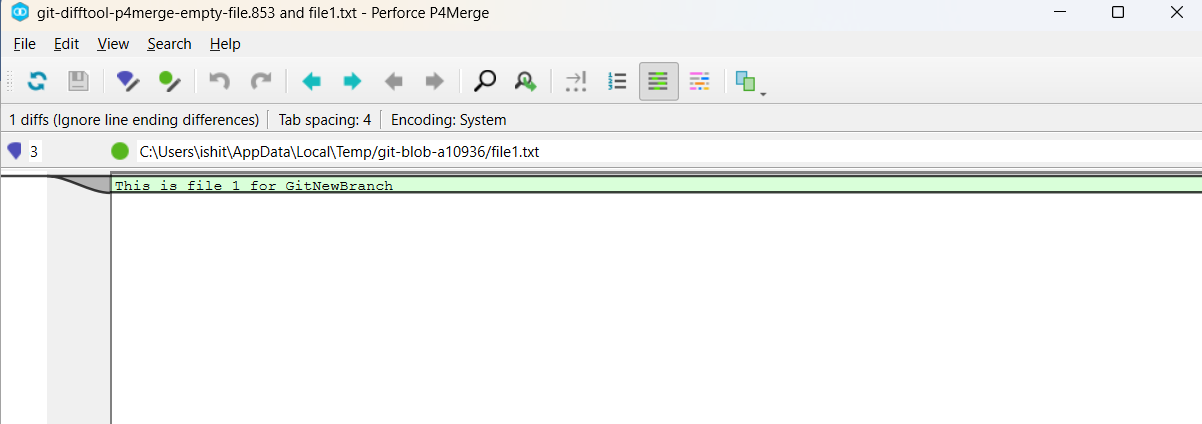 git-difftool-p4merge-empty-file.853 and file1.txt - Perforce P4Merge
File Edit View Search Help
1 diffs (Ignore line ending differences) Tab spacing: 4 Encoding: System
3 C:\Users\ishit\AppData\Local\Temp/git-blob-a10936/file1.txt
This is file 1 for GitNewBranch